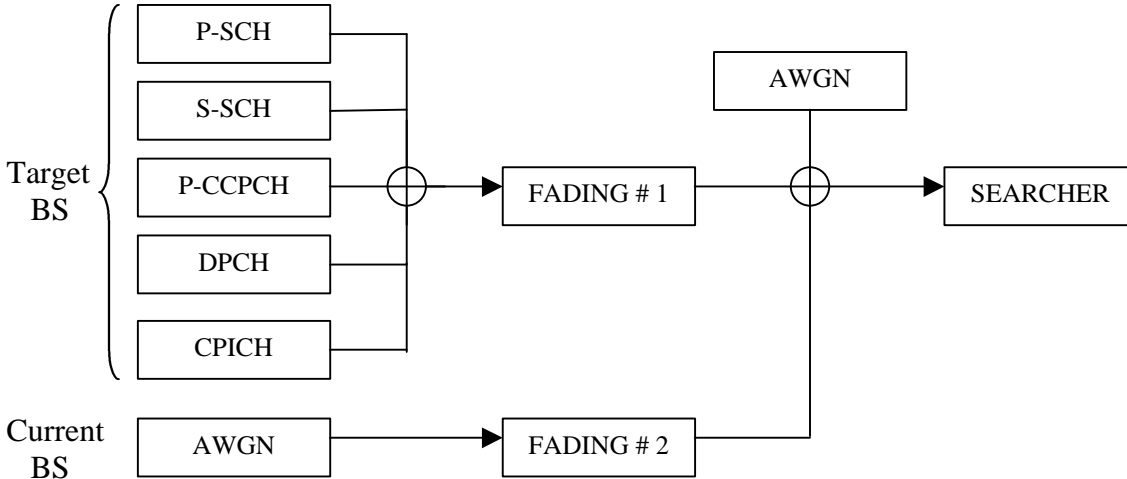 P-SCH
S-SCH
P-CCPCH
DPCH
CPICH
Target
BS
FADING # 1
AWGN
SEARCHER
Current
BS
AWGN
FADING # 2